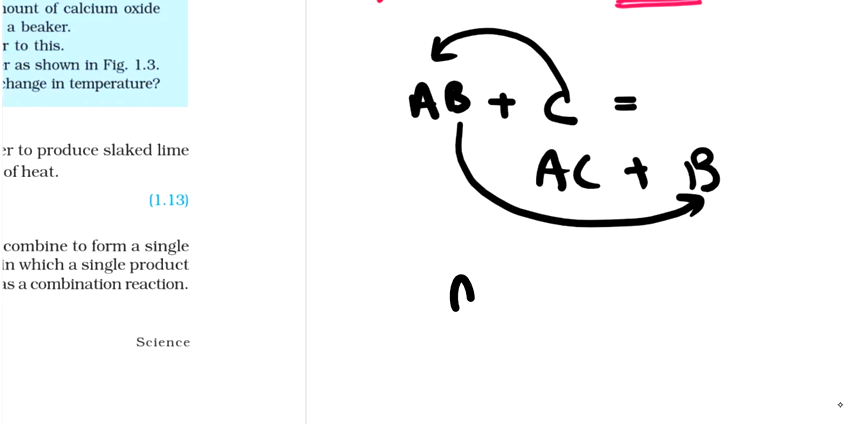 ount of calcium oxide
a beaker.
r to this.
r as shown in Fig. 1.3.
change in temperature?
er to produce slaked lime
of heat.
(1.13)
combine to form a single
in which a single product
as a combination reaction.
Science
AB + C =
AC + B